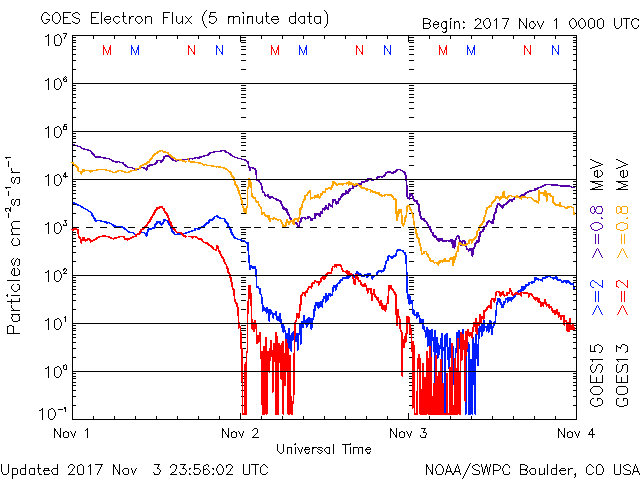 GOES Electron Flux (5 minute data)
Begin: 2017 Nov 1 0000 UTC
M M N N M M N N M M N N
10⁷
10⁶
10⁵
10⁴
10³
10²
10¹
10⁰
10⁻¹
Particles cm⁻²s⁻¹sr⁻¹
Nov 1 Nov 2 Nov 3 Nov 4
Universal Time
GOES15 >=2 >=0.8 MeV
GOES13 >=2 >=0.8 MeV
Updated 2017 Nov 3 23:56:02 UTC
NOAA/SWPC Boulder, CO USA